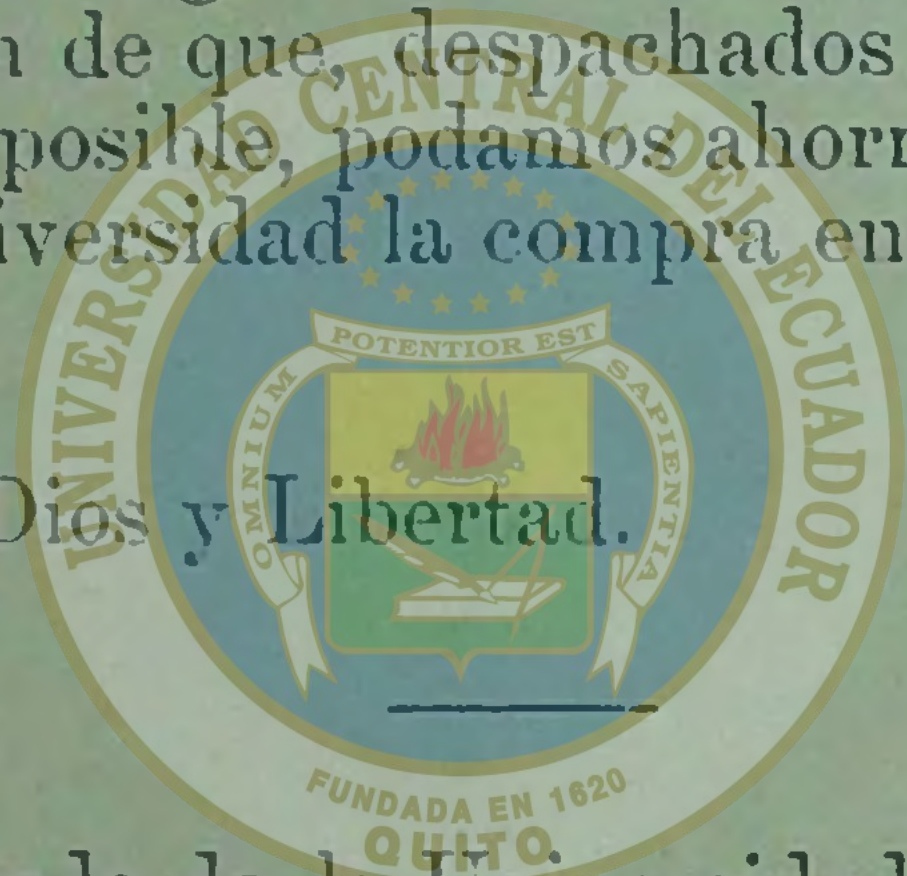 de que, despachados
posible, podamos
la compra en
Dios y Libertad.
UNIVERSIDAD CENTRAL DEL ECUADOR
OMNIUM POTENTIOR EST SAPIENTIA
FUNDADA EN 1620
QUITO